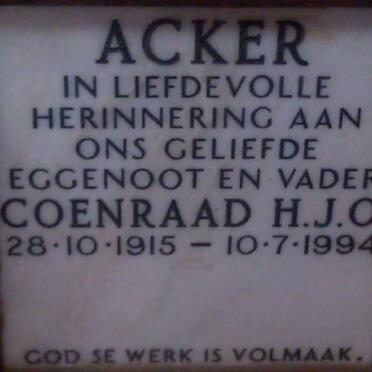 ACKER
IN LIEFDEVOLLE
HERINNERING AAN
ONS GELIEFDE
EGGENOOT EN VADER
COENRAAD H.J.O
28·10·1915 – 10·7·1994
GOD SE WERK IS VOLMAAK.